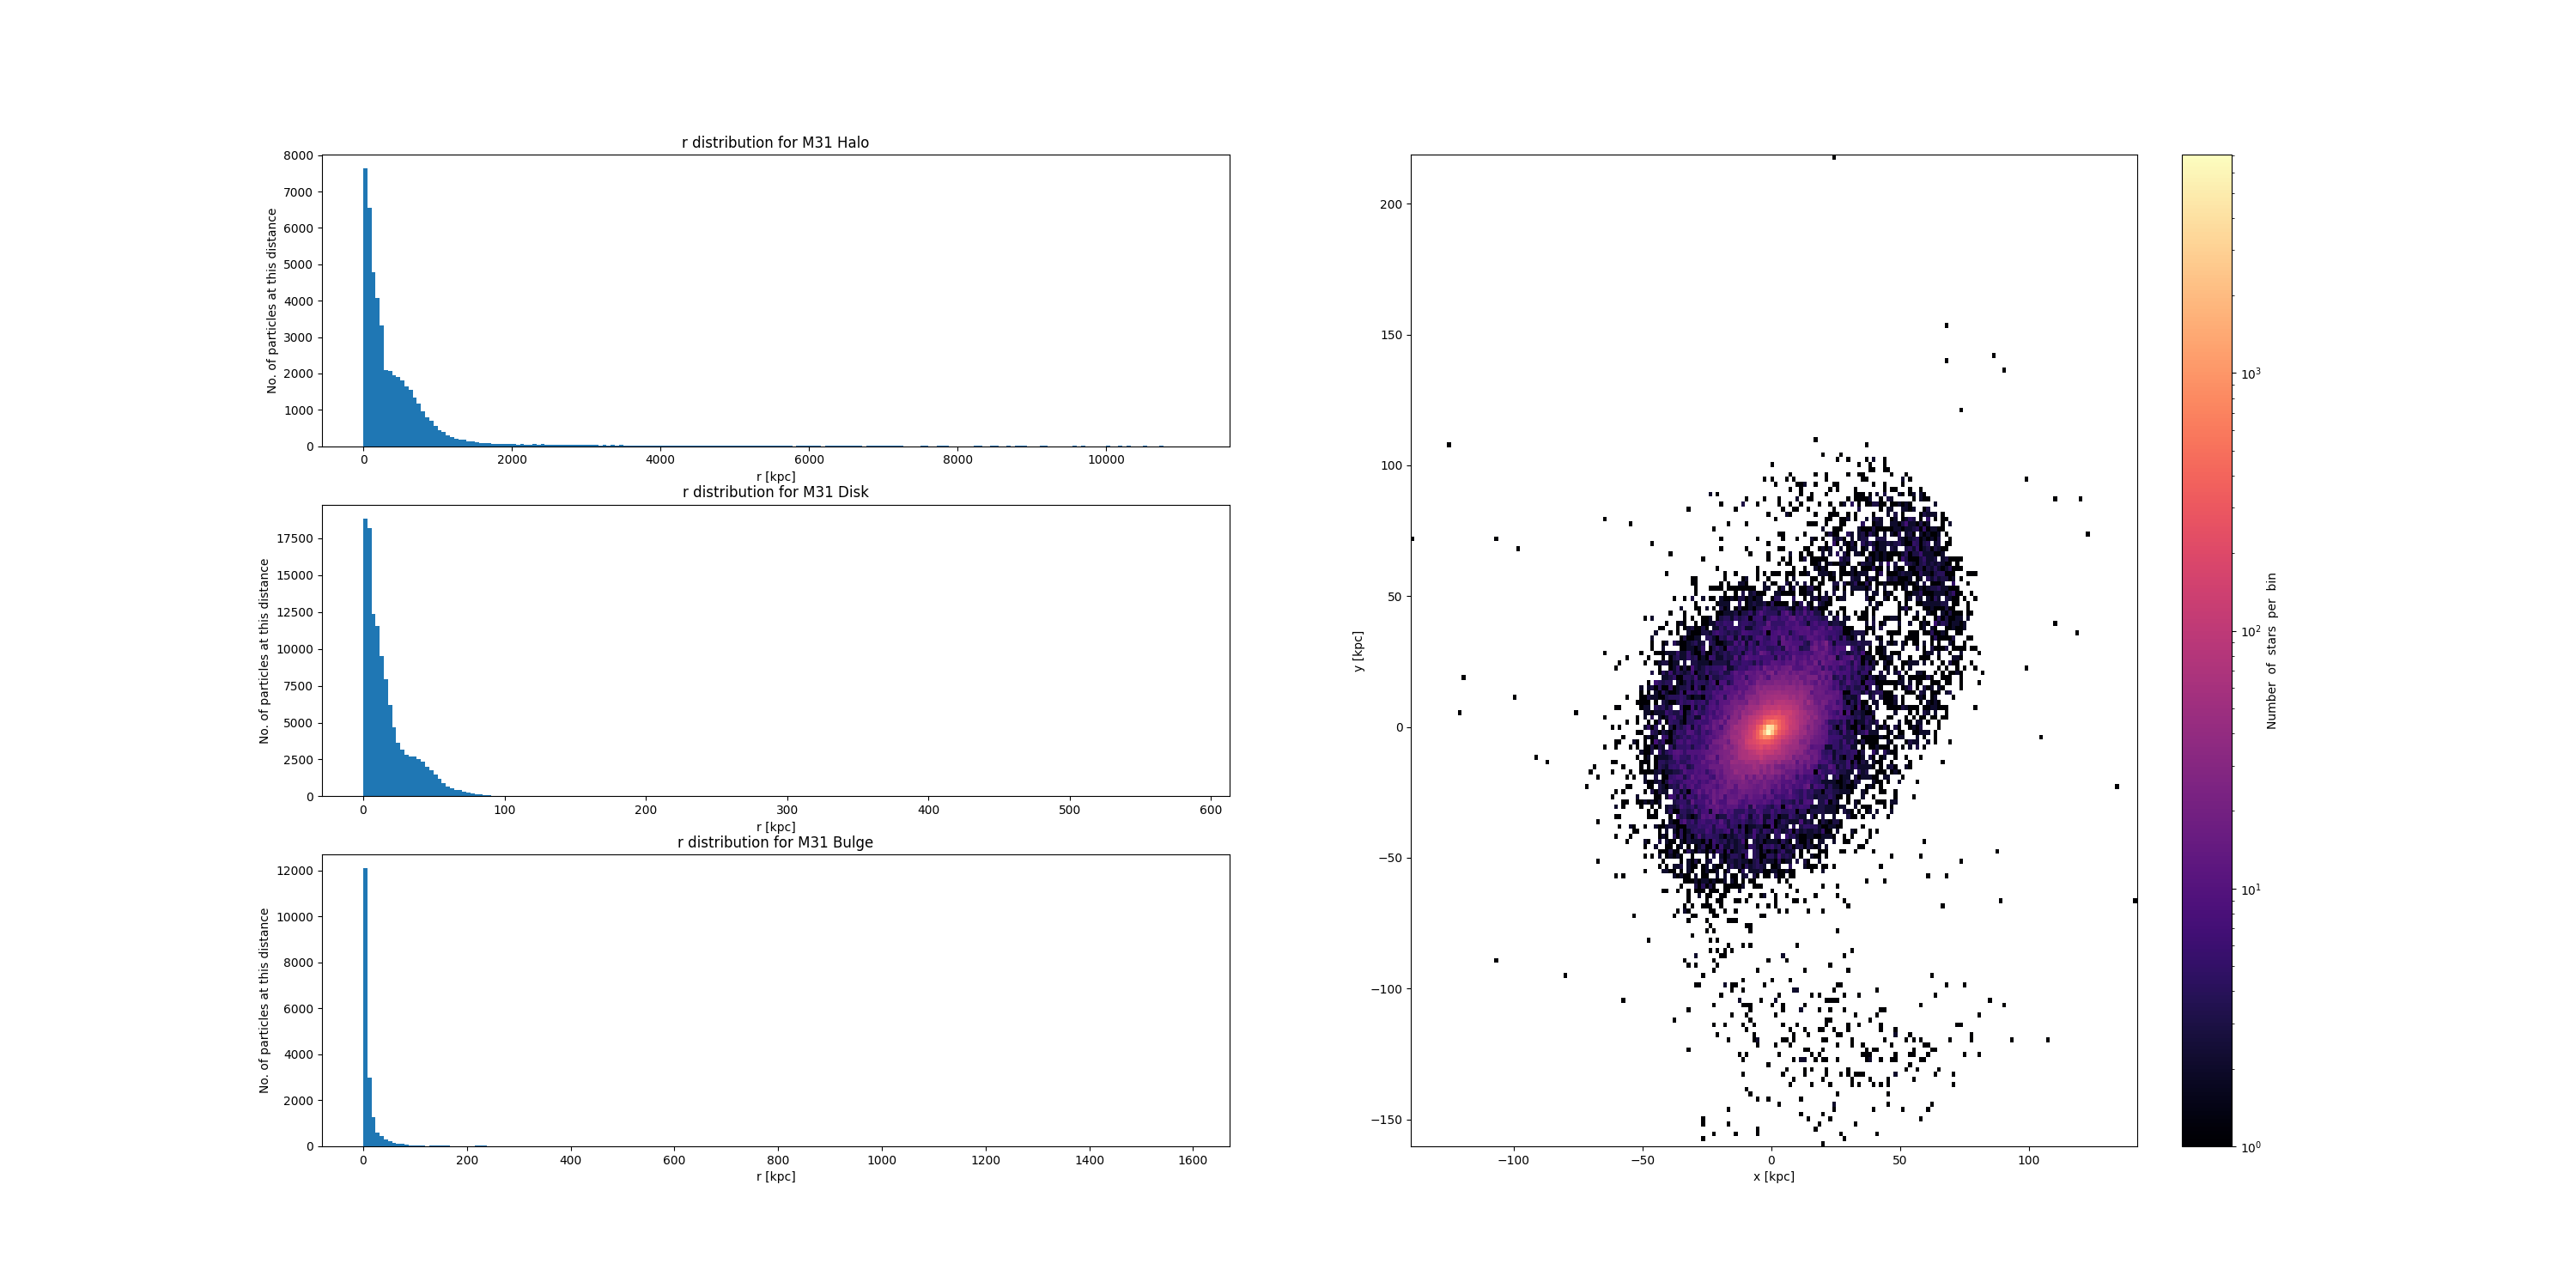 r distribution for M31 Halo
No. of particles at this distance
8000
7000
6000
5000
4000
3000
2000
1000
0
0 2000 4000 6000 8000 10000
r [kpc]
r distribution for M31 Disk
No. of particles at this distance
17500
15000
12500
10000
7500
5000
2500
0
0 100 200 300 400 500 600
r [kpc]
r distribution for M31 Bulge
No. of particles at this distance
12000
10000
8000
6000
4000
2000
0
0 200 400 600 800 1000 1200 1400 1600
r [kpc]
y [kpc]
200
150
100
50
0
−50
−100
−150
−100 −50 0 50 100
x [kpc]
10³
10²
10¹
10⁰
Number of stars per bin